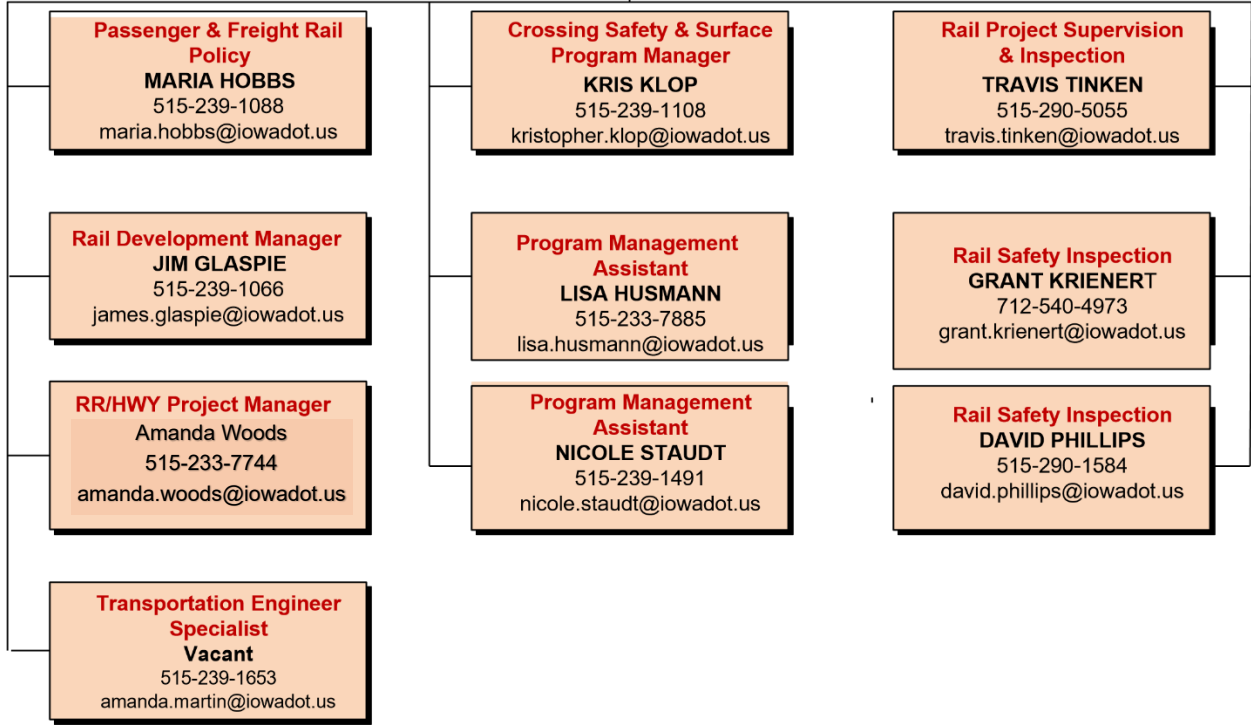 Passenger & Freight Rail
Policy
MARIA HOBBS
515-239-1088
maria.hobbs@iowadot.us
Rail Development Manager
JIM GLASPIE
515-239-1066
james.glaspie@iowadot.us
RR/HWY Project Manager
Amanda Woods
515-233-7744
amanda.woods@iowadot.us
Transportation Engineer
Specialist
Vacant
515-239-1653
amanda.martin@iowadot.us
Crossing Safety & Surface
Program Manager
KRIS KLOP
515-239-1108
kristopher.klop@iowadot.us
Program Management
Assistant
LISA HUSMANN
515-233-7885
lisa.husmann@iowadot.us
Program Management
Assistant
NICOLE STAUDT
515-239-1491
nicole.staudt@iowadot.us
Rail Project Supervision
& Inspection
TRAVIS TINKEN
515-290-5055
travis.tinken@iowadot.us
Rail Safety Inspection
GRANT KRIENERT
712-540-4973
grant.krienert@iowadot.us
Rail Safety Inspection
DAVID PHILLIPS
515-290-1584
david.phillips@iowadot.us